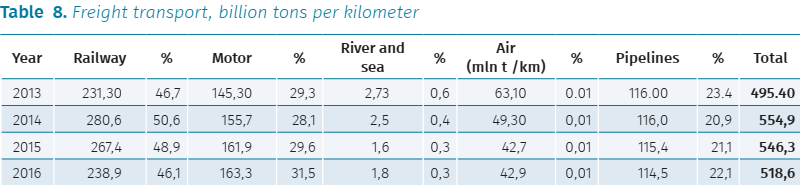 Table 8. Freight transport, billion tons per kilometer
Year Railway % Motor % River and sea % Air (mln t /km) % Pipelines % Total
2013 231,30 46,7 145,30 29,3 2,73 0,6 63,10 0.01 116.00 23.4 495.40
2014 280,6 50,6 155,7 28,1 2,5 0,4 49,30 0,01 116,0 20,9 554,9
2015 267,4 48,9 161,9 29,6 1,6 0,3 42,7 0,01 115,4 21,1 546,3
2016 238,9 46,1 163,3 31,5 1,8 0,3 42,9 0,01 114,5 22,1 518,6